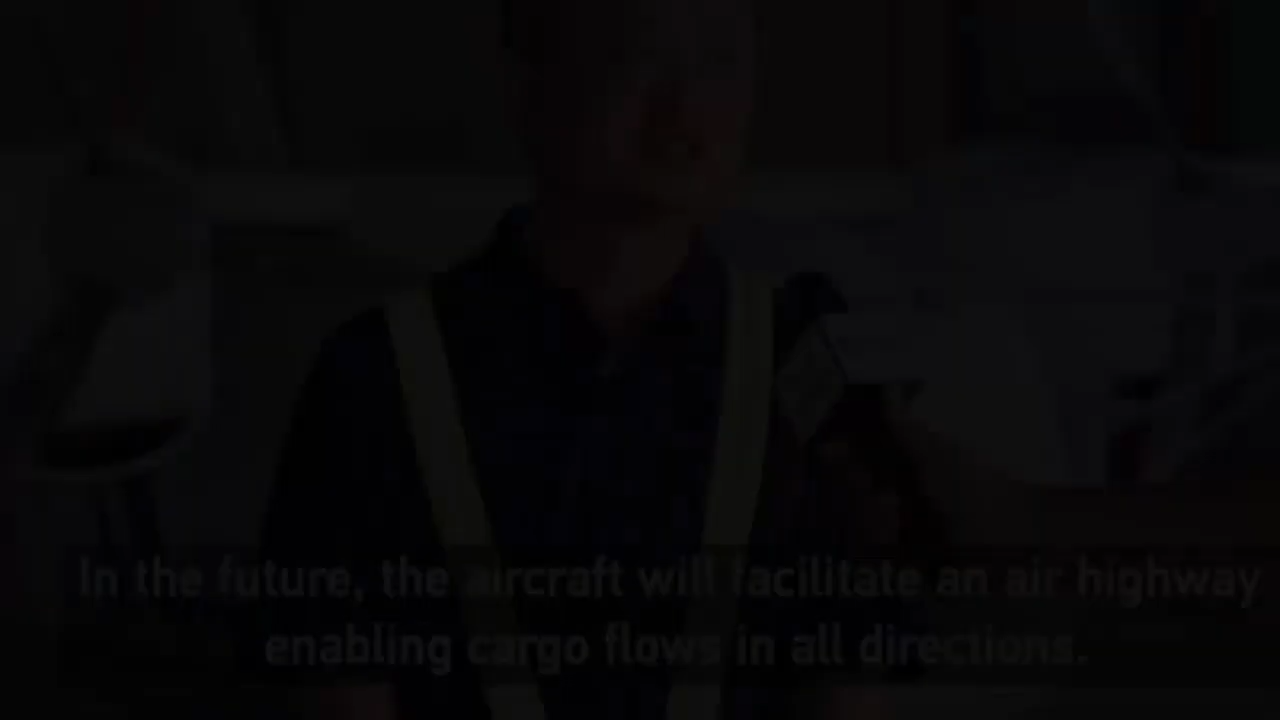 In the future, the aircraft will facilitate an air highway
enabling cargo flows in all directions.